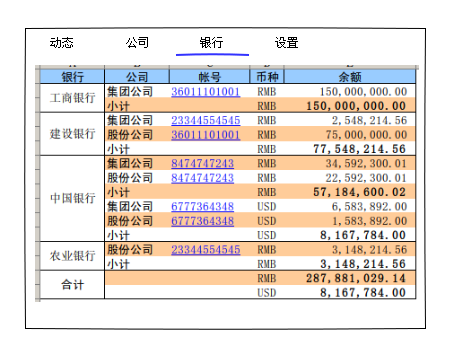 动态 公司 银行 设置
银行 公司 帐号 币种 余额
工商银行 集团公司 36011101001 RMB 150,000,000.00
小计 RMB 150,000,000.00
建设银行 集团公司 23344554545 RMB 2,548,214.56
股份公司 36011101001 RMB 75,000,000.00
小计 RMB 77,548,214.56
中国银行 集团公司 8474747243 RMB 34,592,300.01
股份公司 8474747243 RMB 22,592,300.01
小计 RMB 57,184,600.02
集团公司 6777364348 USD 6,583,892.00
股份公司 6777364348 USD 1,583,892.00
小计 USD 8,167,784.00
农业银行 股份公司 23344554545 RMB 3,148,214.56
小计 RMB 3,148,214.56
合计 RMB 287,881,029.14
USD 8,167,784.00